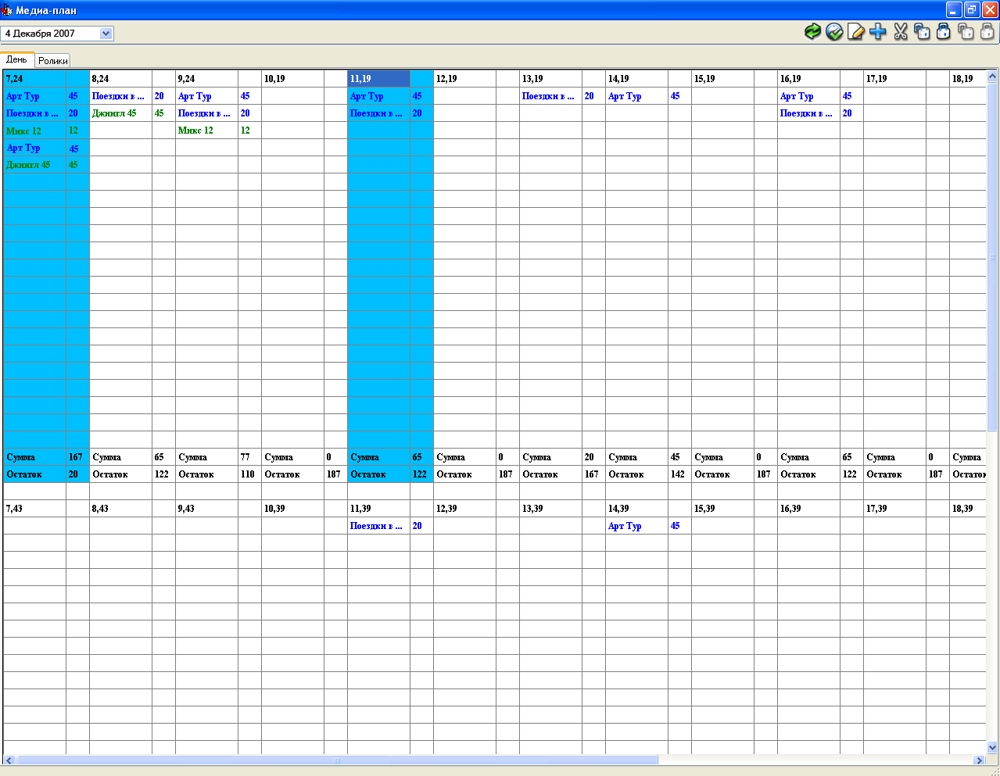 Медиа-план
4 Декабря 2007
День Ролики
7,24 8,24 9,24 10,19 11,19 12,19 13,19 14,19 15,19 16,19 17,19 18,19
Арт Тур 45 Поездки в ... 20 Арт Тур 45 Арт Тур 45 Поездки в ... 20 Арт Тур 45 Арт Тур 45
Поездки в ... 20 Джингл 45 45 Поездки в ... 20 Поездки в ... 20 Поездки в ... 20
Микс 12 12 Микс 12 12
Арт Тур 45
Джингл 45 45
Сумма 167 Сумма 65 Сумма 77 Сумма 0 Сумма 65 Сумма 0 Сумма 20 Сумма 45 Сумма 0 Сумма 65 Сумма 0 Сумма
Остаток 20 Остаток 122 Остаток 110 Остаток 187 Остаток 122 Остаток 187 Остаток 167 Остаток 142 Остаток 187 Остаток 122 Остаток 187 Остаток
7,43 8,43 9,43 10,39 11,39 12,39 13,39 14,39 15,39 16,39 17,39 18,39
Поездки в ... 20 Арт Тур 45